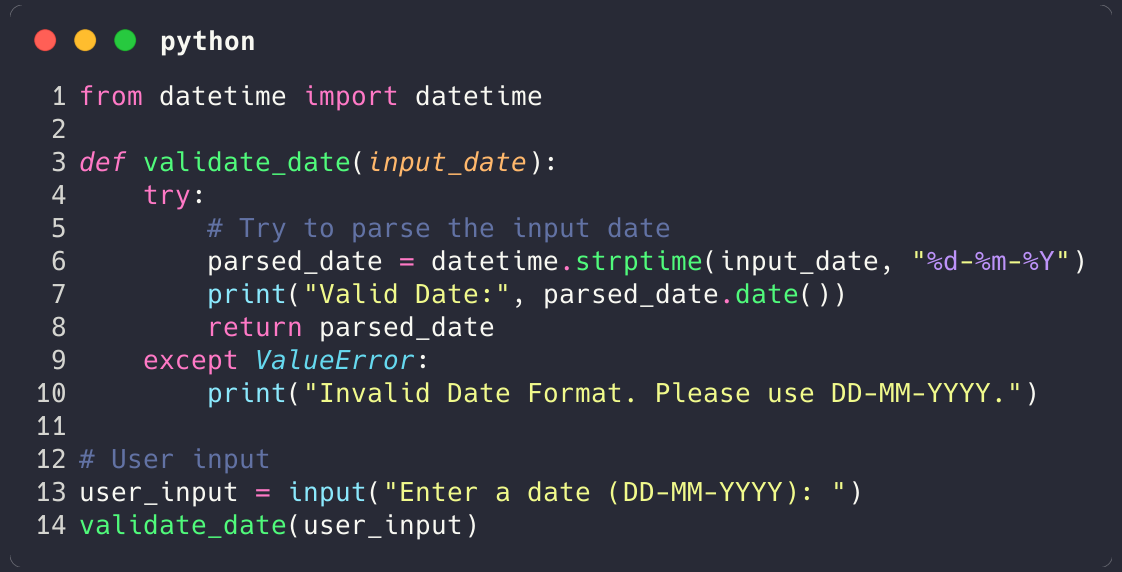 python
1 from datetime import datetime
2
3 def validate_date(input_date):
4     try:
5         # Try to parse the input date
6         parsed_date = datetime.strptime(input_date, "%d-%m-%Y")
7         print("Valid Date:", parsed_date.date())
8         return parsed_date
9     except ValueError:
10         print("Invalid Date Format. Please use DD-MM-YYYY.")
11
12 # User input
13 user_input = input("Enter a date (DD-MM-YYYY): ")
14 validate_date(user_input)